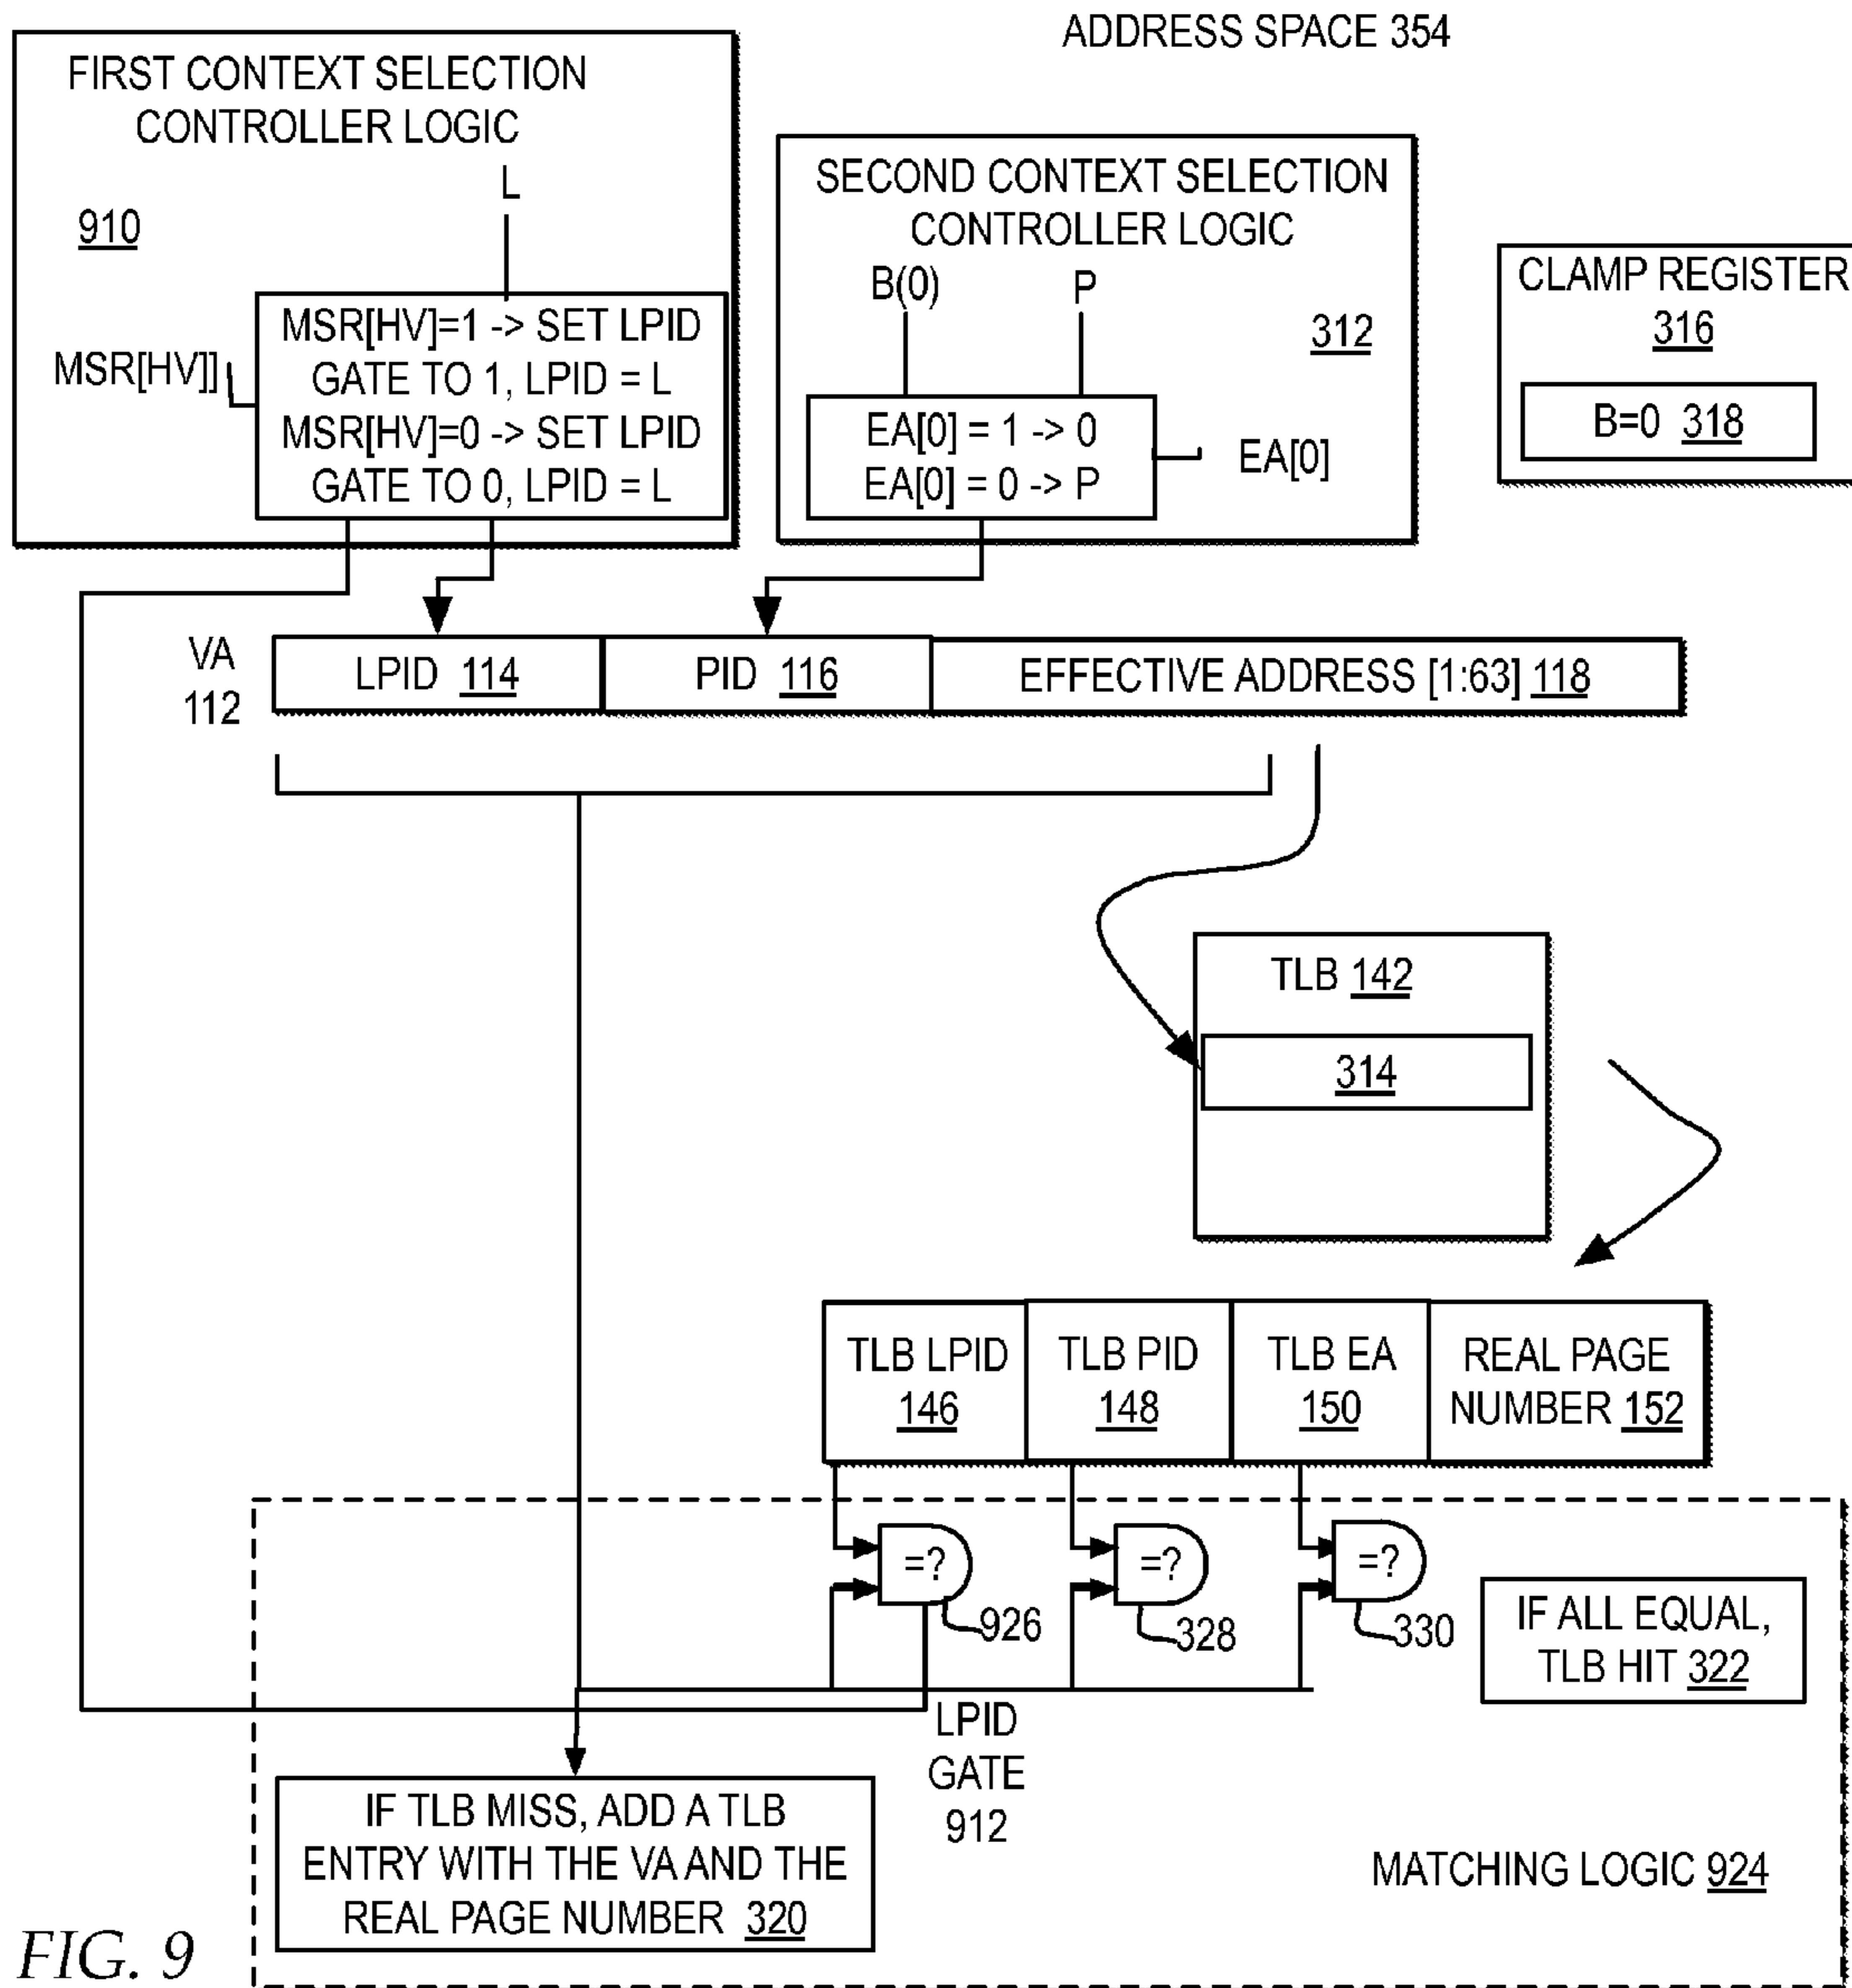 ADDRESS SPACE 354
FIRST CONTEXT SELECTION
CONTROLLER LOGIC
L
910
MSR[HV]]
MSR[HV]=1 -> SET LPID
GATE TO 1, LPID = L
MSR[HV]=0 -> SET LPID
GATE TO 0, LPID = L
SECOND CONTEXT SELECTION
CONTROLLER LOGIC
B(0)
P
312
EA[0] = 1 -> 0
EA[0] = 0 -> P
EA[0]
CLAMP REGISTER
316
B=0 318
VA
112
LPID 114
PID 116
EFFECTIVE ADDRESS [1:63] 118
TLB 142
314
TLB LPID
146
TLB PID
148
TLB EA
150
REAL PAGE
NUMBER 152
=?
=?
=?
926
328
330
IF ALL EQUAL,
TLB HIT 322
LPID
GATE
912
IF TLB MISS, ADD A TLB
ENTRY WITH THE VA AND THE
REAL PAGE NUMBER 320
MATCHING LOGIC 924
FIG. 9